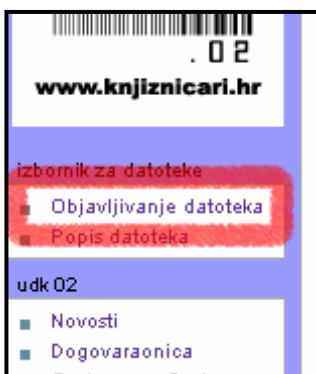 .02
www.knjiznicari.hr
izbornik za datoteke
Objavljivanje datoteka
Popis datoteka
udk 02
Novosti
Dogovaraonica